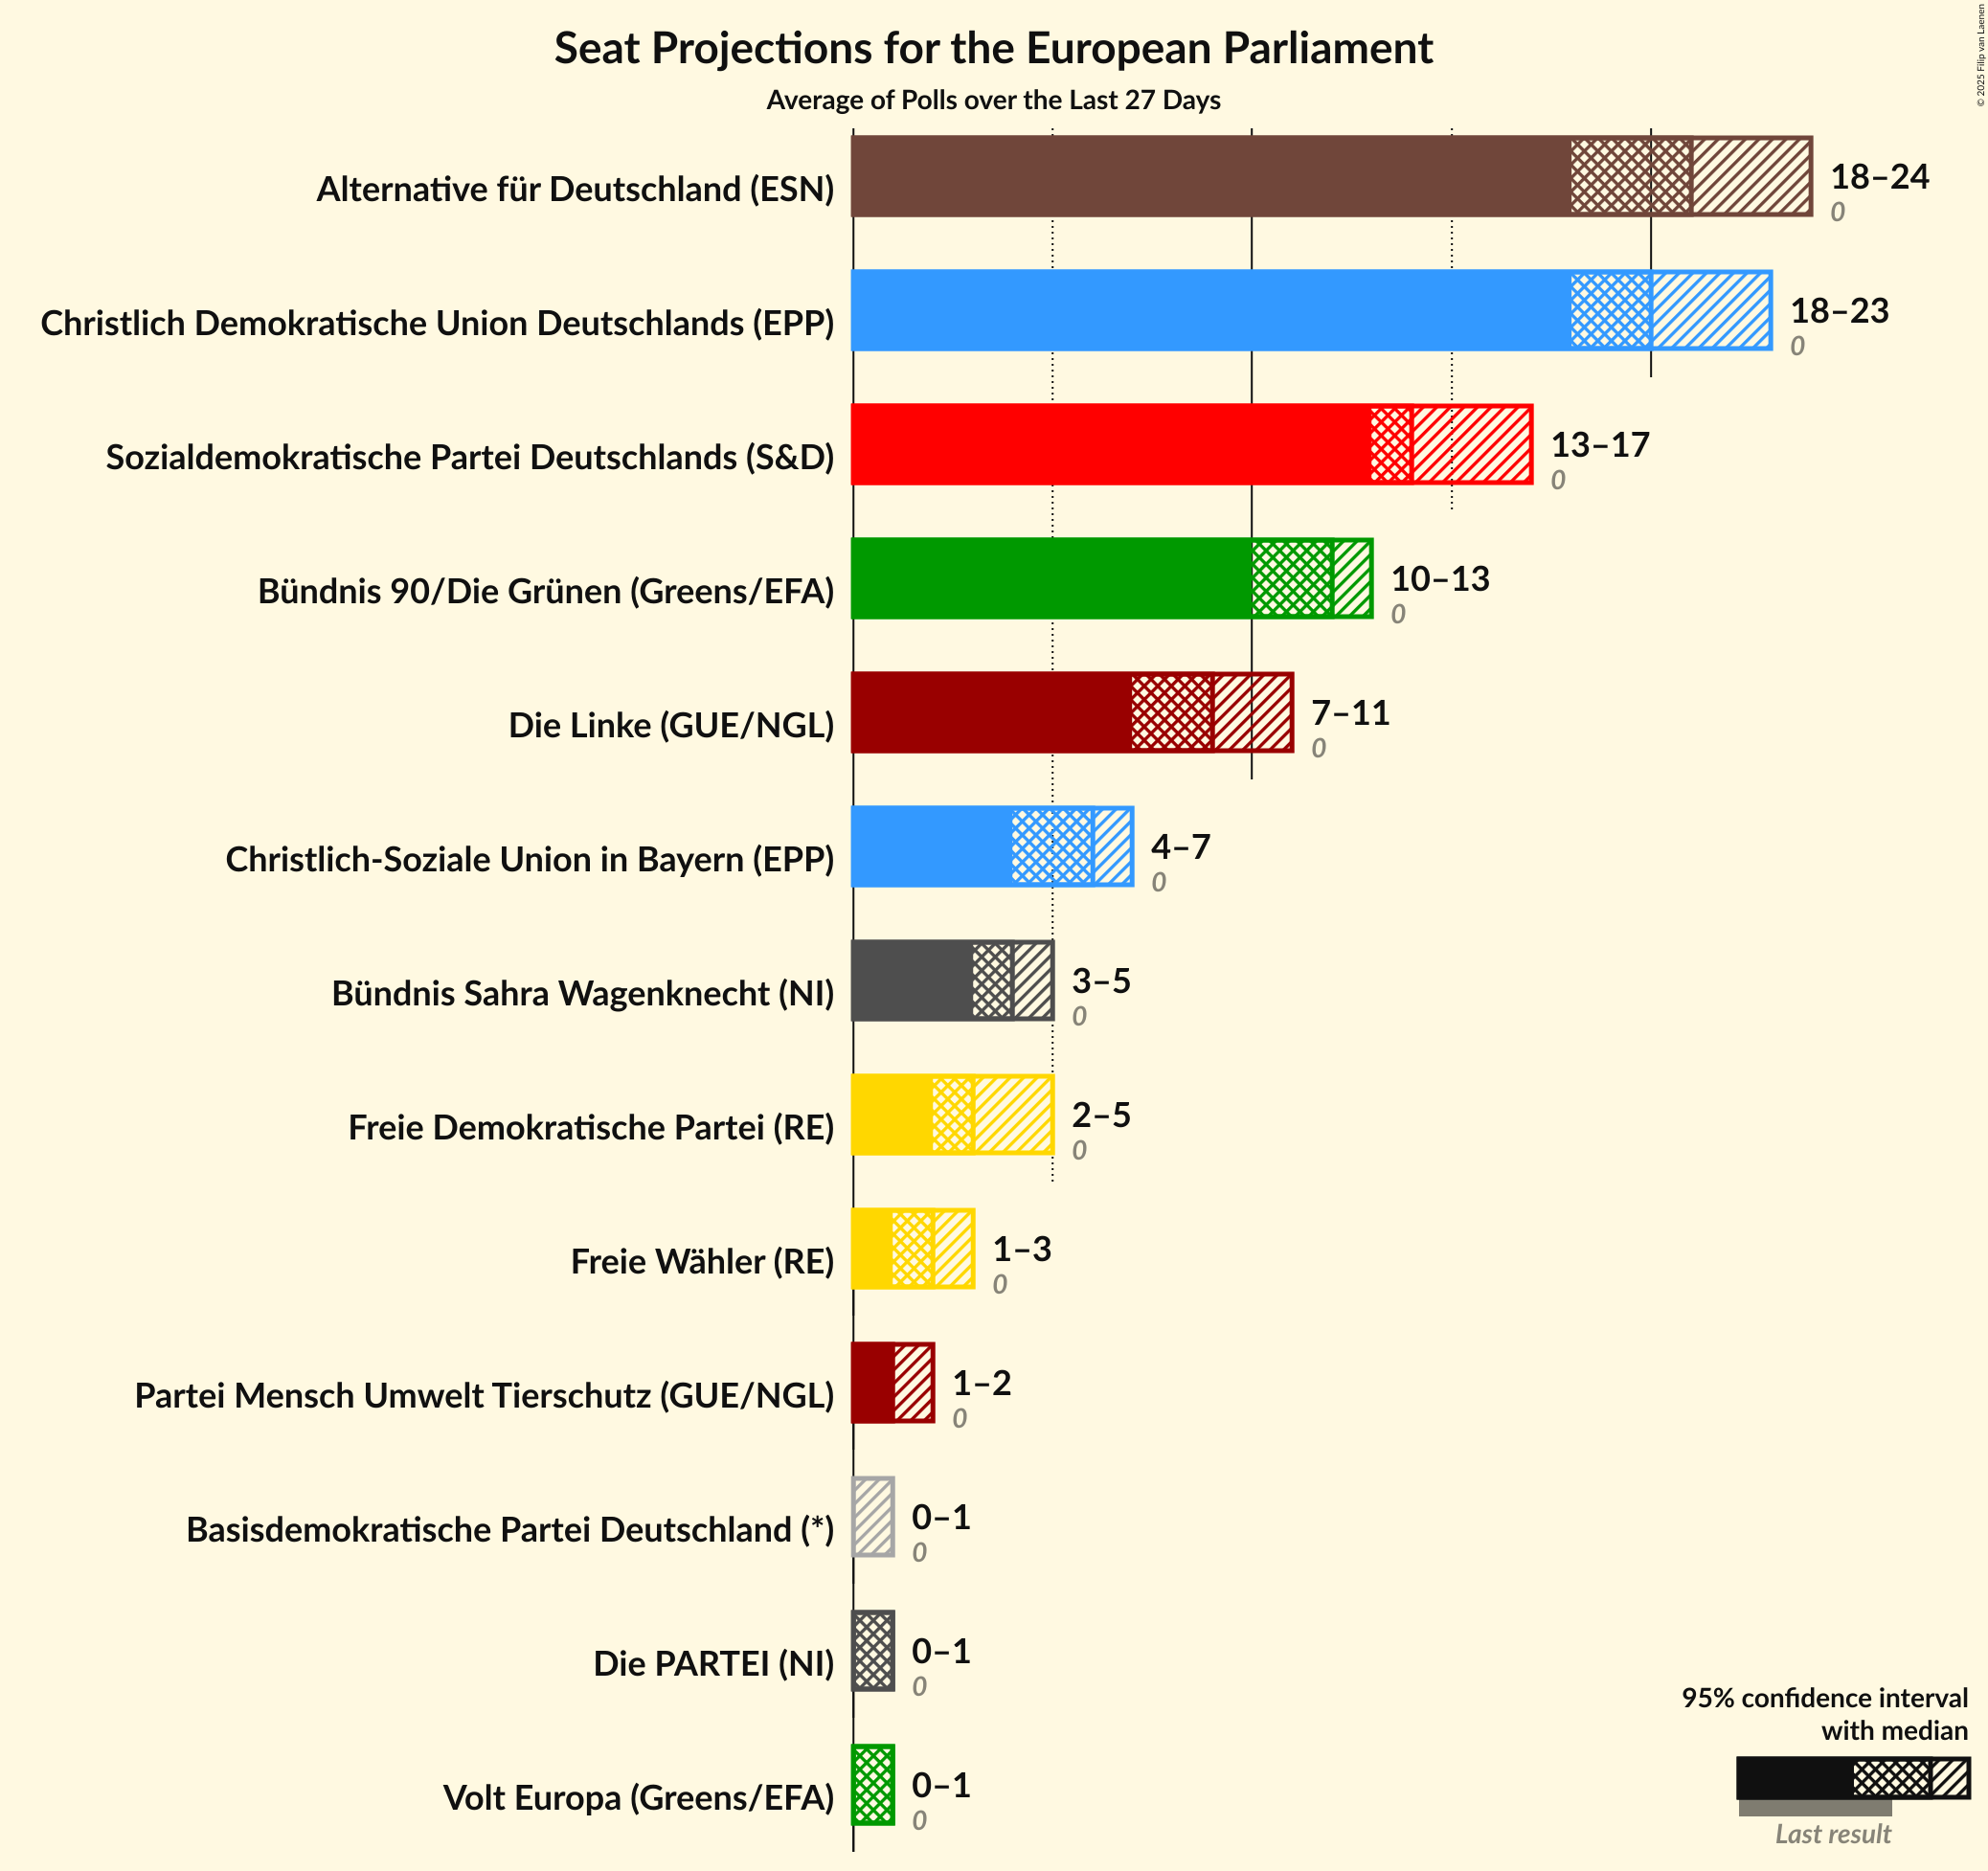 Seat Projections for the European Parliament
Average of Polls over the Last 27 Days
© 2025 Filip van Laenen
Alternative für Deutschland (ESN)
18–24
0
Christlich Demokratische Union Deutschlands (EPP)
18–23
0
Sozialdemokratische Partei Deutschlands (S&D)
13–17
0
Bündnis 90/Die Grünen (Greens/EFA)
10–13
0
Die Linke (GUE/NGL)
7–11
0
Christlich-Soziale Union in Bayern (EPP)
4–7
0
Bündnis Sahra Wagenknecht (NI)
3–5
0
Freie Demokratische Partei (RE)
2–5
0
Freie Wähler (RE)
1–3
0
Partei Mensch Umwelt Tierschutz (GUE/NGL)
1–2
0
Basisdemokratische Partei Deutschland (*)
0–1
0
Die PARTEI (NI)
0–1
0
Volt Europa (Greens/EFA)
0–1
0
95% confidence interval
with median
Last result